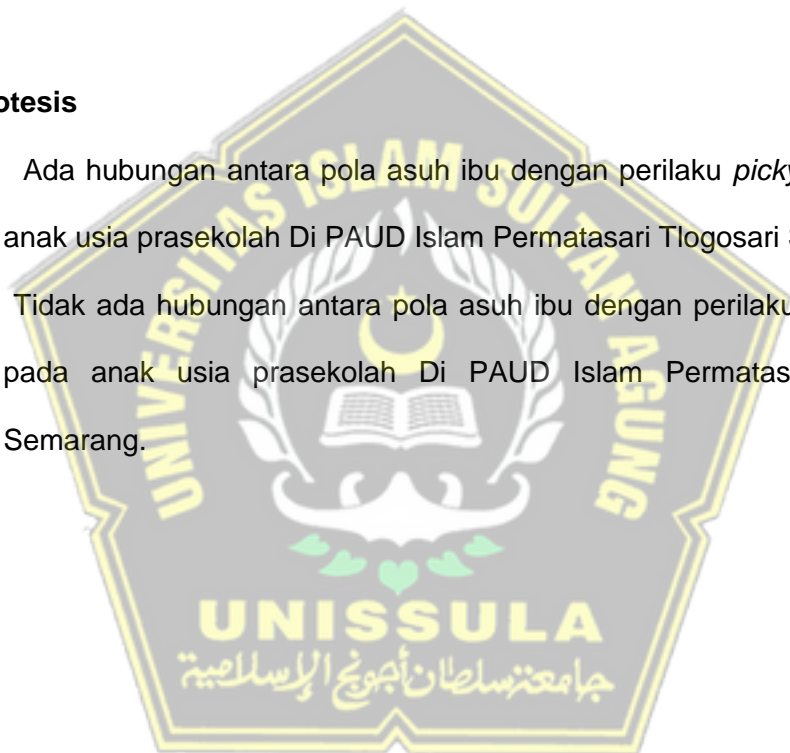 otesis
Ada hubungan antara pola asuh ibu dengan perilaku picky
anak usia prasekolah Di PAUD Islam Permatasari Tlogosari S
Tidak ada hubungan antara pola asuh ibu dengan perilaku
pada anak usia prasekolah Di PAUD Islam Permatas
Semarang.
UNIVERSITAS ISLAM SULTAN AGUNG
UNISSULA
جامعتسلطان أجونج الإسلامية